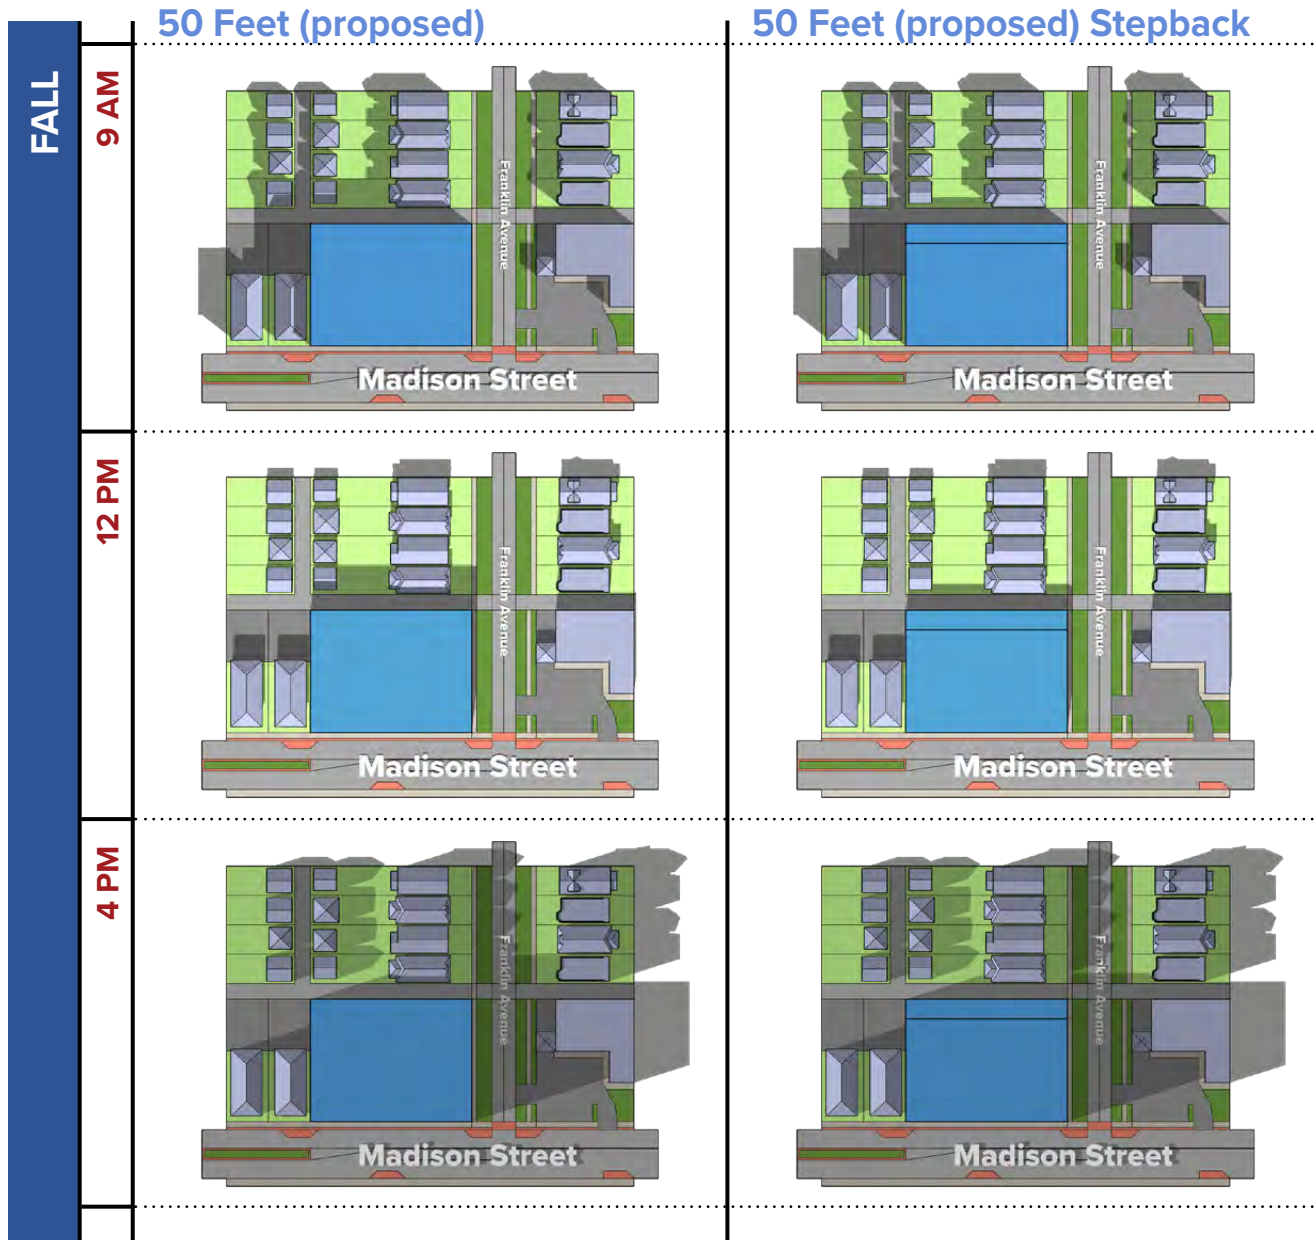 50 Feet (proposed)
50 Feet (proposed) Stepback
FALL
9 AM
Franklin Avenue
Madison Street
Franklin Avenue
Madison Street
12 PM
Franklin Avenue
Madison Street
Franklin Avenue
Madison Street
4 PM
Franklin Avenue
Madison Street
Franklin Avenue
Madison Street